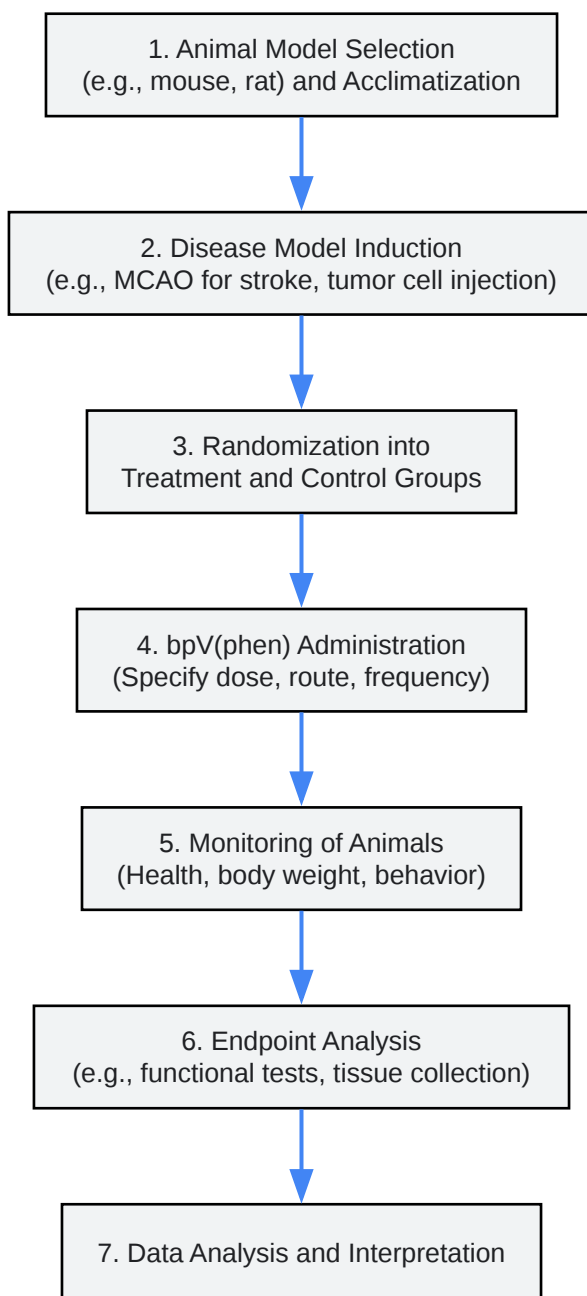 1. Animal Model Selection
(e.g., mouse, rat) and Acclimatization
2. Disease Model Induction
(e.g., MCAO for stroke, tumor cell injection)
3. Randomization into
Treatment and Control Groups
4. bpV(phen) Administration
(Specify dose, route, frequency)
5. Monitoring of Animals
(Health, body weight, behavior)
6. Endpoint Analysis
(e.g., functional tests, tissue collection)
7. Data Analysis and Interpretation